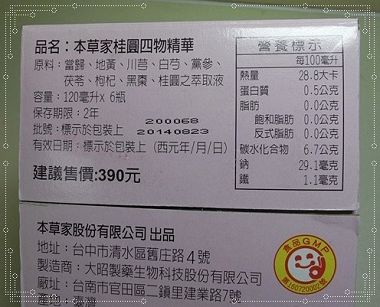 品名：本草家桂圓四物精華
原料：當歸、地黃、川芎、白芍、黨參、
茯苓、枸杞、黑棗、桂圓之萃取液
容量：120毫升x 6瓶
保存期限：2年
200068
批號：標示於包裝上 20140823
有效日期：標示於包裝上（西元年/月/日）
建議售價:390元
營養標示
每100毫升
熱量 28.8大卡
蛋白質 0.5公克
脂肪 0.0公克
飽和脂肪 0.0公克
反式脂肪 0.0公克
碳水化合物 6.7公克
鈉 29.1毫克
鐵 1.1毫克
本草家股份有限公司 出品
地址：台中市清水區舊庄路4號
製造商：大昭製藥生物科技股份有限公司
廠址：台南市官田區二鎮里建業路7號
食品GMP